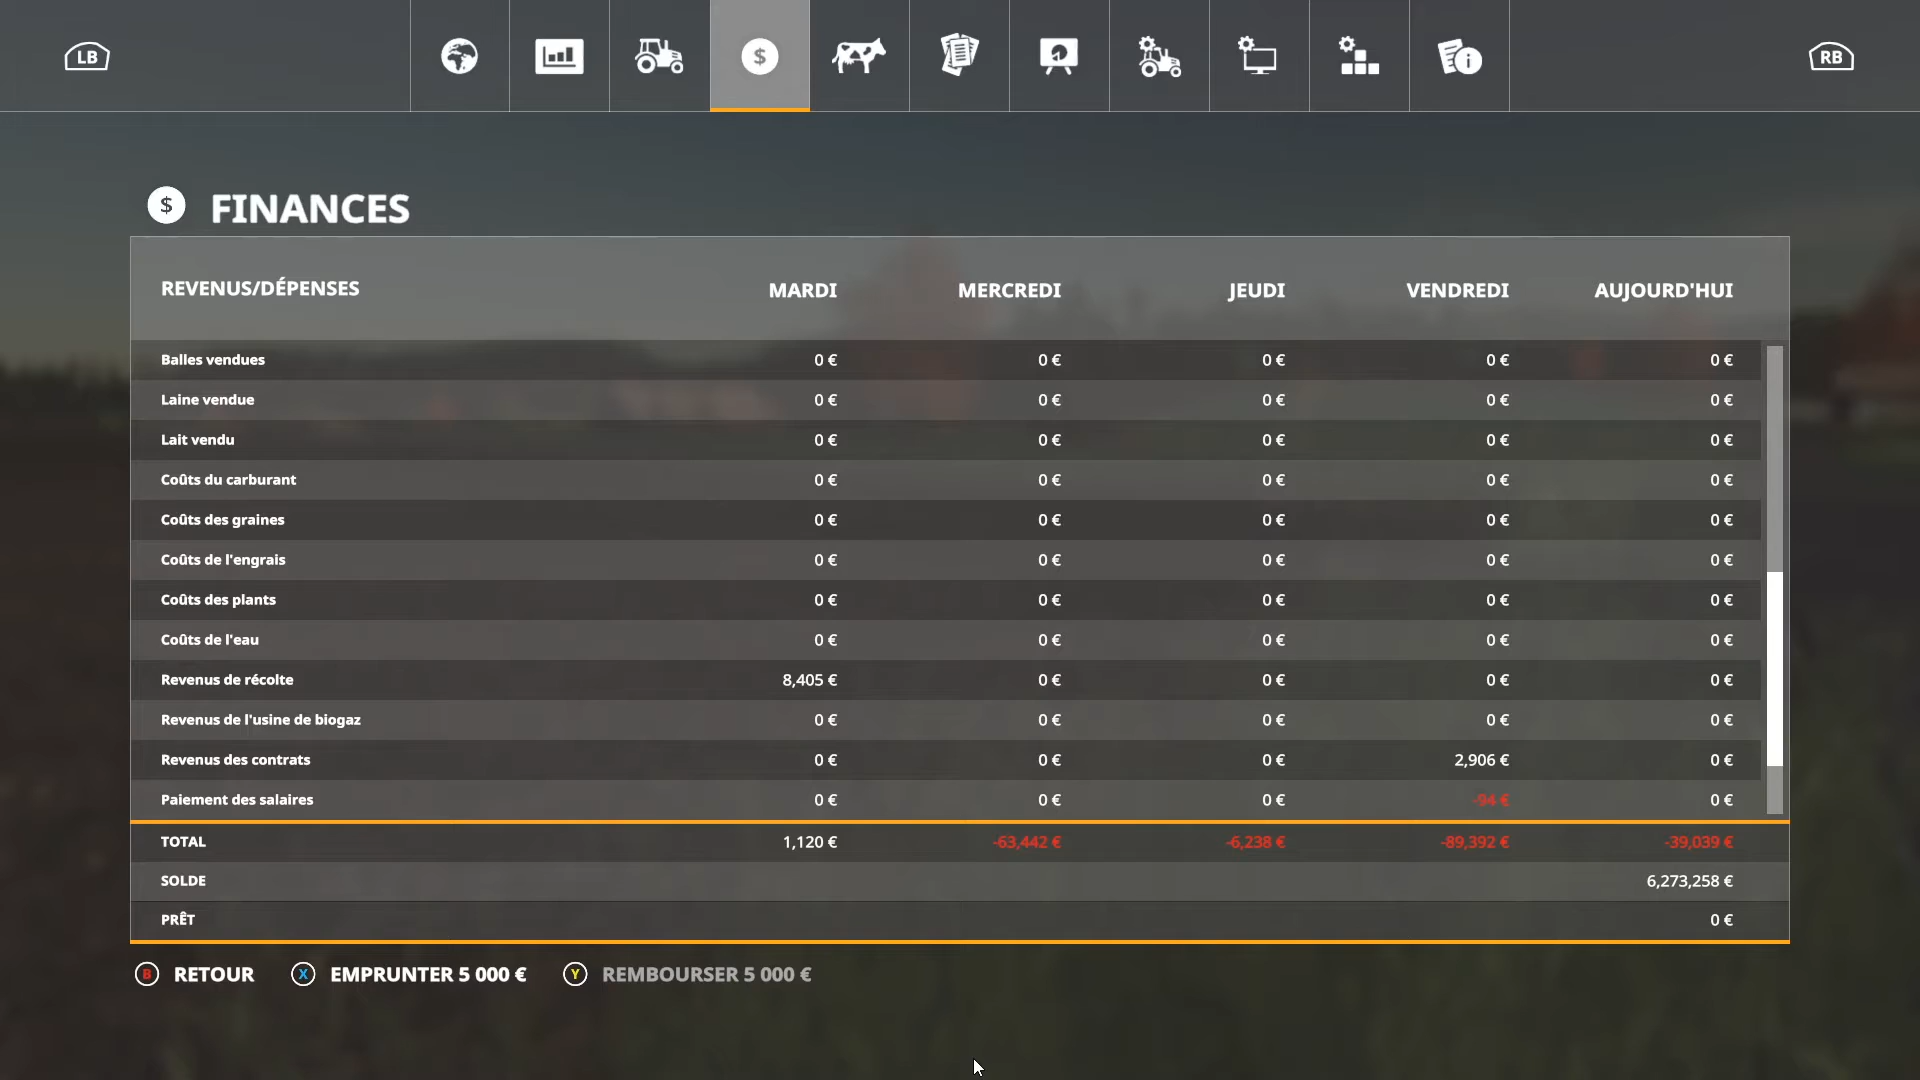 LB
RB
$
$ FINANCES
REVENUS/DÉPENSES MARDI MERCREDI JEUDI VENDREDI AUJOURD'HUI
Balles vendues 0 € 0 € 0 € 0 € 0 €
Laine vendue 0 € 0 € 0 € 0 € 0 €
Lait vendu 0 € 0 € 0 € 0 € 0 €
Coûts du carburant 0 € 0 € 0 € 0 € 0 €
Coûts des graines 0 € 0 € 0 € 0 € 0 €
Coûts de l'engrais 0 € 0 € 0 € 0 € 0 €
Coûts des plants 0 € 0 € 0 € 0 € 0 €
Coûts de l'eau 0 € 0 € 0 € 0 € 0 €
Revenus de récolte 8,405 € 0 € 0 € 0 € 0 €
Revenus de l'usine de biogaz 0 € 0 € 0 € 0 € 0 €
Revenus des contrats 0 € 0 € 0 € 2,906 € 0 €
Paiement des salaires 0 € 0 € 0 € -94 € 0 €
TOTAL 1,120 € -63,442 € -6,238 € -89,392 € -39,039 €
SOLDE 6,273,258 €
PRÊT 0 €
B RETOUR X EMPRUNTER 5 000 € Y REMBOURSER 5 000 €